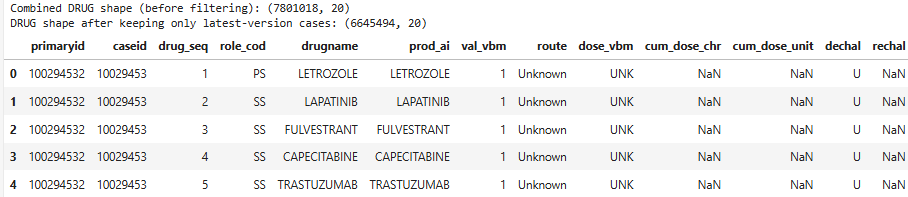 Combined DRUG shape (before filtering): (7801018, 20)
DRUG shape after keeping only latest-version cases: (6645494, 20)
primaryid caseid drug_seq role_cod drugname prod_ai val_vbm route dose_vbm cum_dose_chr cum_dose_unit dechal rechal
0 100294532 10029453 1 PS LETROZOLE LETROZOLE 1 Unknown UNK NaN NaN U NaN
1 100294532 10029453 2 SS LAPATINIB LAPATINIB 1 Unknown UNK NaN NaN U NaN
2 100294532 10029453 3 SS FULVESTRANT FULVESTRANT 1 Unknown UNK NaN NaN U NaN
3 100294532 10029453 4 SS CAPECITABINE CAPECITABINE 1 Unknown UNK NaN NaN U NaN
4 100294532 10029453 5 SS TRASTUZUMAB TRASTUZUMAB 1 Unknown UNK NaN NaN U NaN